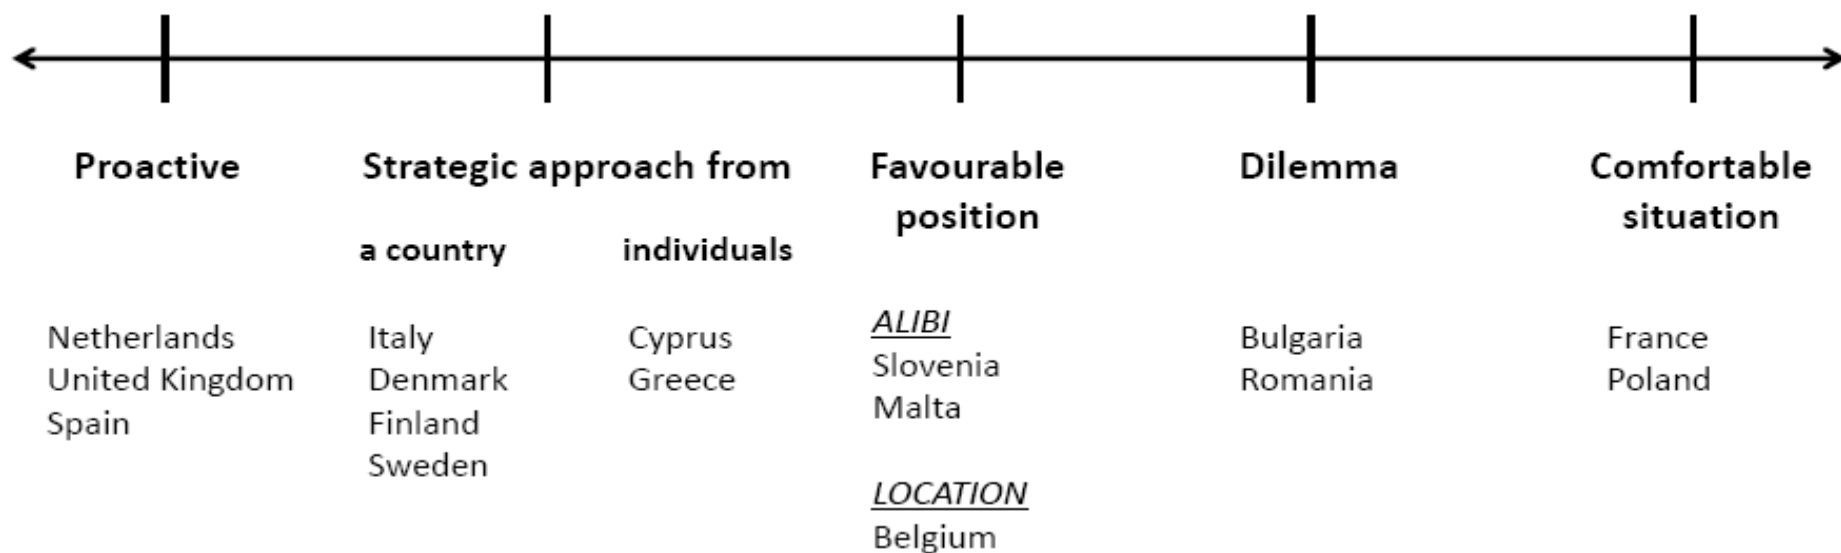 Proactive
Netherlands
United Kingdom
Spain
Strategic approach from
a country
Italy
Denmark
Finland
Sweden
individuals
Cyprus
Greece
Favourable
position
ALIBI
Slovenia
Malta
LOCATION
Belgium
Dilemma
Bulgaria
Romania
Comfortable
situation
France
Poland